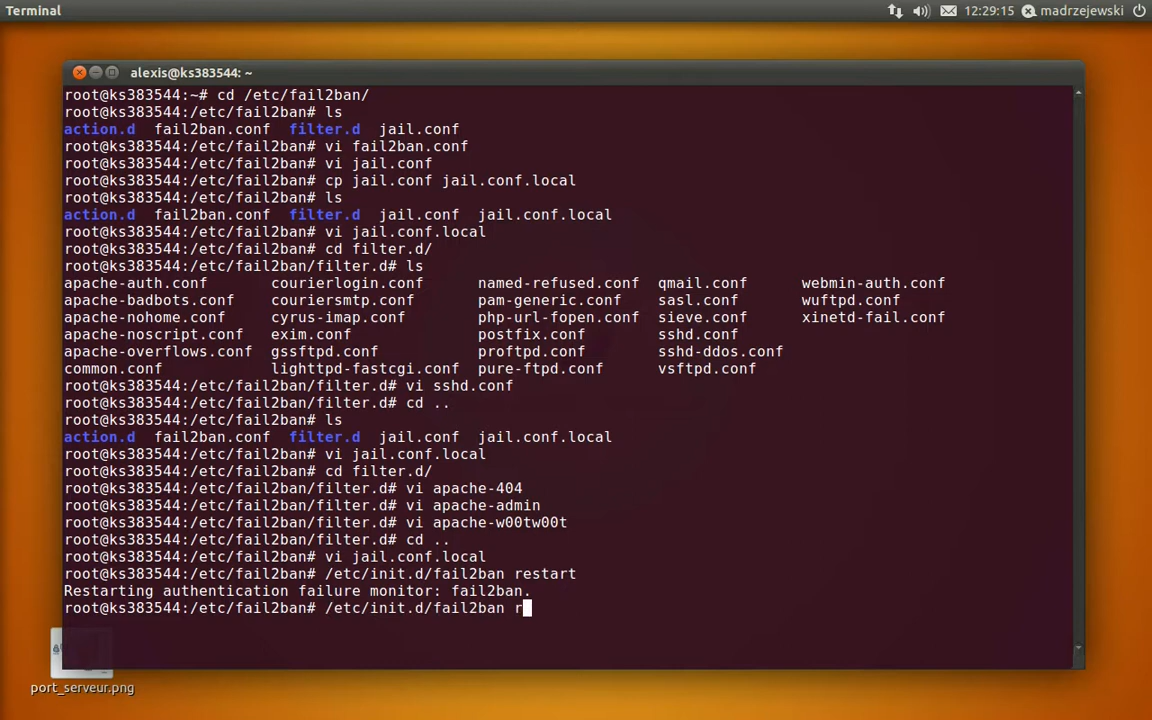 Terminal
12:29:15 madrzejewski
alexis@ks383544: ~
root@ks383544:~# cd /etc/fail2ban/
root@ks383544:/etc/fail2ban# ls
action.d fail2ban.conf filter.d jail.conf
root@ks383544:/etc/fail2ban# vi fail2ban.conf
root@ks383544:/etc/fail2ban# vi jail.conf
root@ks383544:/etc/fail2ban# cp jail.conf jail.conf.local
root@ks383544:/etc/fail2ban# ls
action.d fail2ban.conf filter.d jail.conf jail.conf.local
root@ks383544:/etc/fail2ban# vi jail.conf.local
root@ks383544:/etc/fail2ban# cd filter.d/
root@ks383544:/etc/fail2ban/filter.d# ls
apache-auth.conf courierlogin.conf named-refused.conf qmail.conf webmin-auth.conf
apache-badbots.conf couriersmtp.conf pam-generic.conf sasl.conf wuftpd.conf
apache-nohome.conf cyrus-imap.conf php-url-fopen.conf sieve.conf xinetd-fail.conf
apache-noscript.conf exim.conf postfix.conf sshd.conf
apache-overflows.conf gssftpd.conf proftpd.conf sshd-ddos.conf
common.conf lighttpd-fastcgi.conf pure-ftpd.conf vsftpd.conf
root@ks383544:/etc/fail2ban/filter.d# vi sshd.conf
root@ks383544:/etc/fail2ban/filter.d# cd ..
root@ks383544:/etc/fail2ban# ls
action.d fail2ban.conf filter.d jail.conf jail.conf.local
root@ks383544:/etc/fail2ban# vi jail.conf.local
root@ks383544:/etc/fail2ban# cd filter.d/
root@ks383544:/etc/fail2ban/filter.d# vi apache-404
root@ks383544:/etc/fail2ban/filter.d# vi apache-admin
root@ks383544:/etc/fail2ban/filter.d# vi apache-w00tw00t
root@ks383544:/etc/fail2ban/filter.d# cd ..
root@ks383544:/etc/fail2ban# vi jail.conf.local
root@ks383544:/etc/fail2ban# /etc/init.d/fail2ban restart
Restarting authentication failure monitor: fail2ban.
root@ks383544:/etc/fail2ban# /etc/init.d/fail2ban r
port_serveur.png